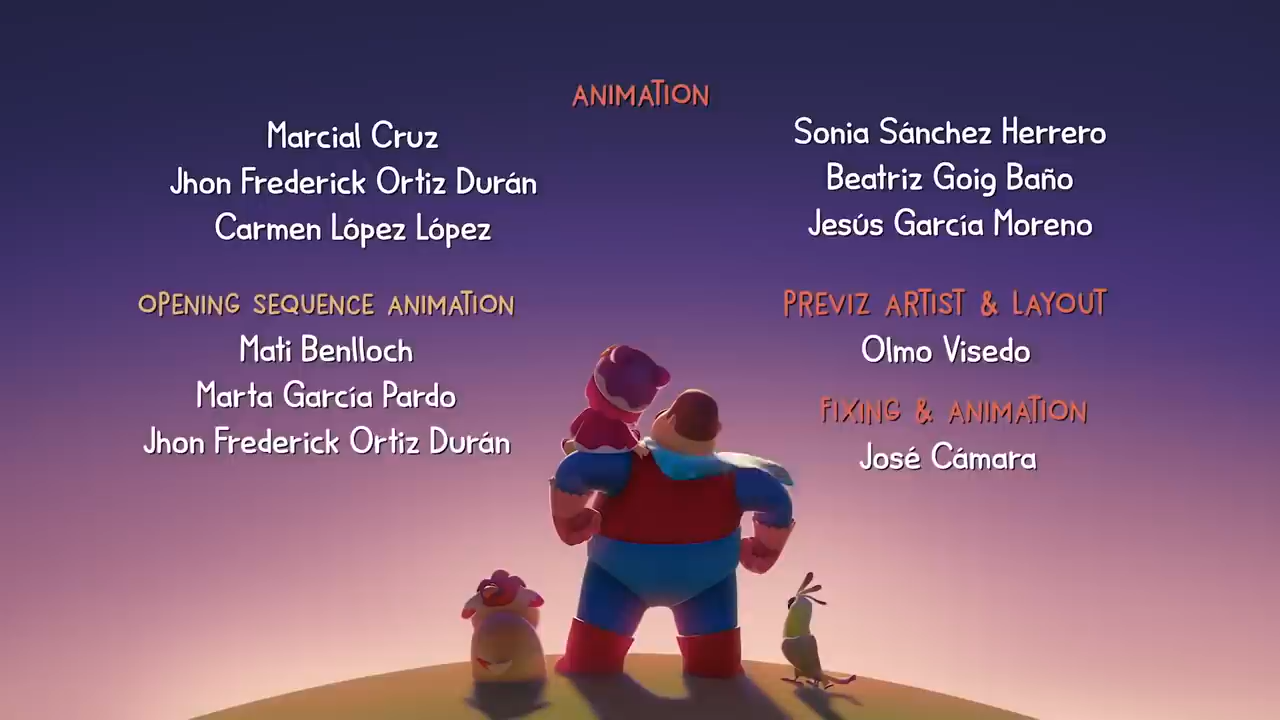 ANIMATION
Marcial Cruz
Jhon Frederick Ortiz Durán
Carmen López López
Sonia Sánchez Herrero
Beatriz Goig Baño
Jesús García Moreno
OPENING SEQUENCE ANIMATION
Mati Benlloch
Marta García Pardo
Jhon Frederick Ortiz Durán
PREVIZ ARTIST & LAYOUT
Olmo Visedo
FIXING & ANIMATION
José Cámara